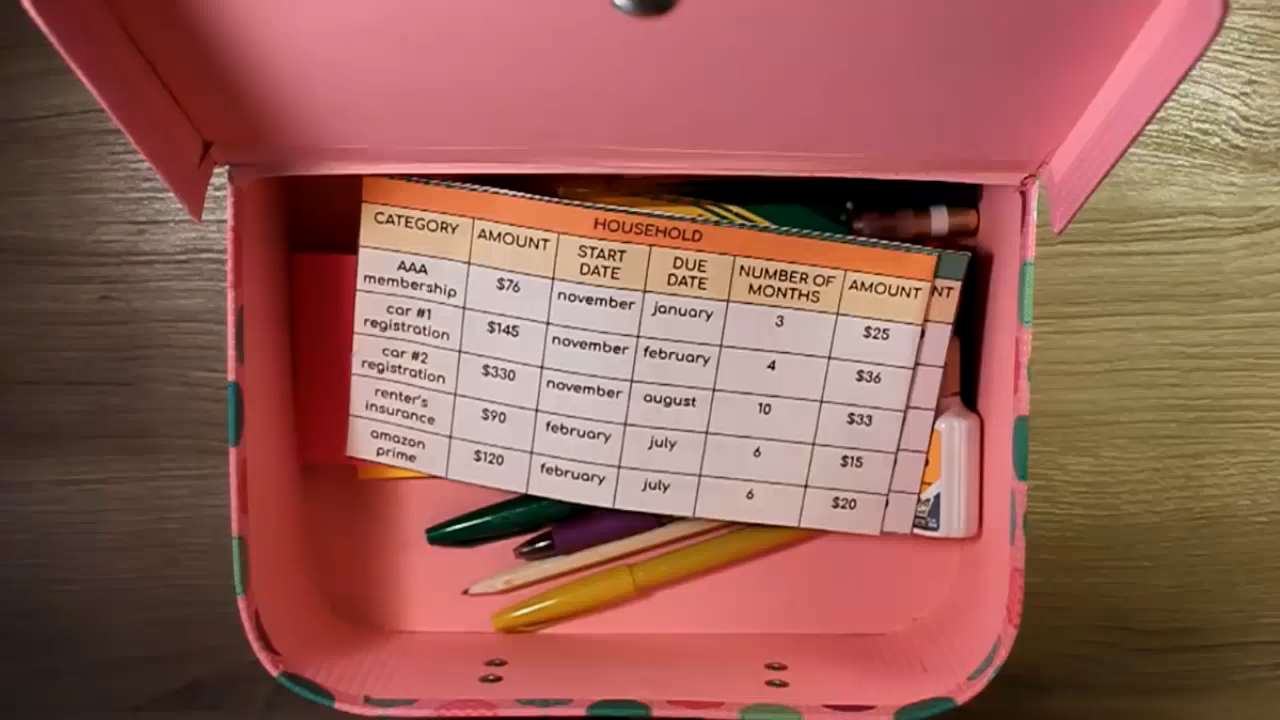 HOUSEHOLD
CATEGORY AMOUNT START DATE DUE DATE NUMBER OF MONTHS AMOUNT
AAA membership $76 november january 3 $25
car #1 registration $145 november february 4 $36
car #2 registration $330 november august 10 $33
renter's insurance $90 february july 6 $15
amazon prime $120 february july 6 $20
NT